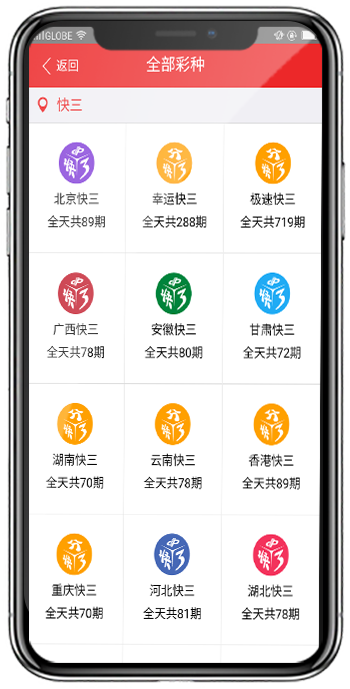 GLOBE
返回
全部彩种
快三
北京快三
全天共89期
幸运快三
全天共288期
极速快三
全天共719期
广西快三
全天共78期
安徽快三
全天共80期
甘肃快三
全天共72期
湖南快三
全天共70期
云南快三
全天共78期
香港快三
全天共89期
重庆快三
全天共70期
河北快三
全天共81期
湖北快三
全天共78期